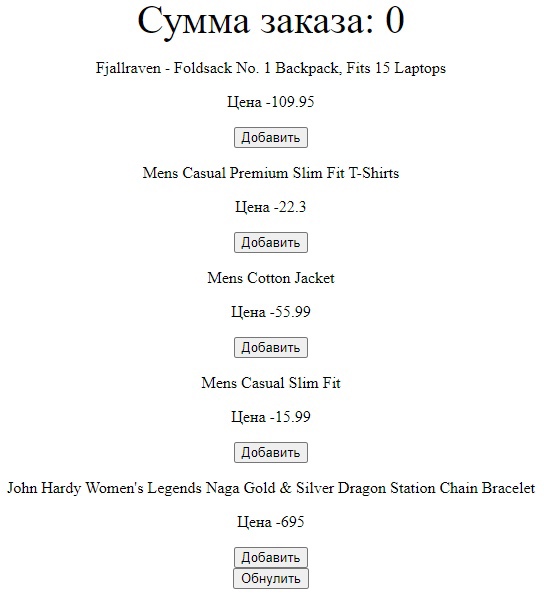 Сумма заказа: 0
Fjallraven - Foldsack No. 1 Backpack, Fits 15 Laptops
Цена -109.95
Добавить
Mens Casual Premium Slim Fit T-Shirts
Цена -22.3
Добавить
Mens Cotton Jacket
Цена -55.99
Добавить
Mens Casual Slim Fit
Цена -15.99
Добавить
John Hardy Women's Legends Naga Gold & Silver Dragon Station Chain Bracelet
Цена -695
Добавить
Обнулить